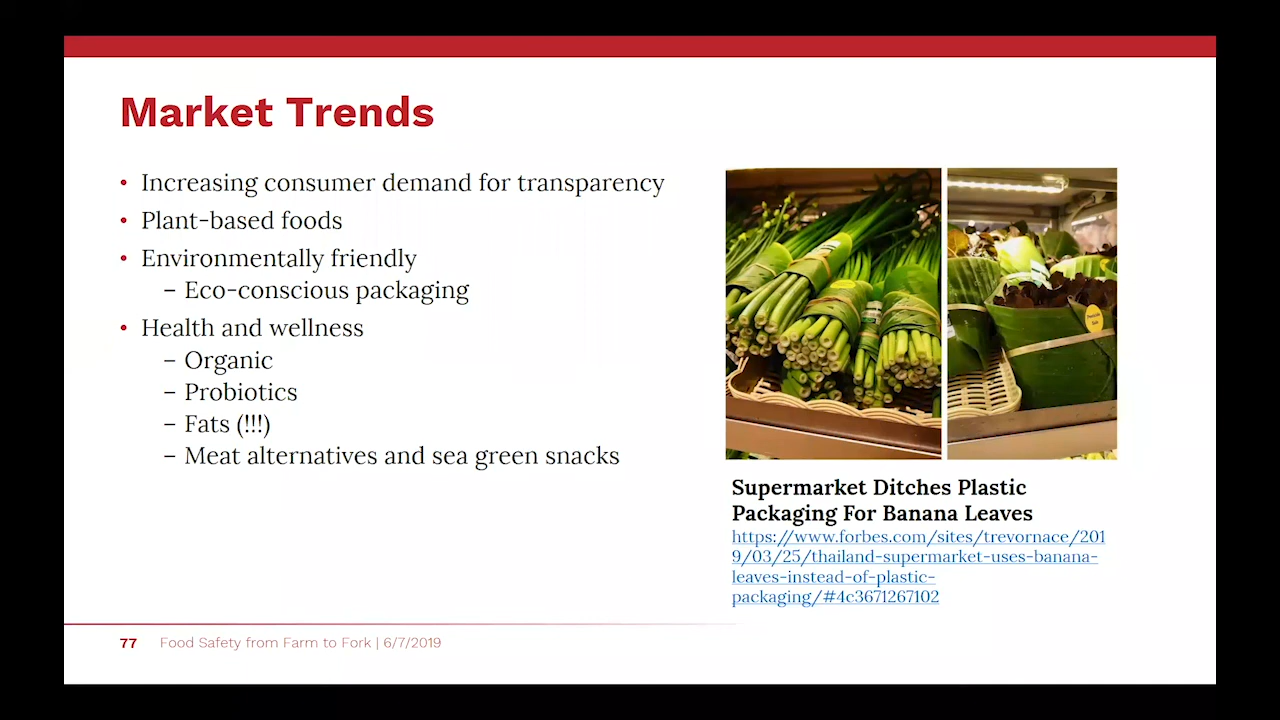 Market Trends
• Increasing consumer demand for transparency
• Plant-based foods
• Environmentally friendly
– Eco-conscious packaging
• Health and wellness
– Organic
– Probiotics
– Fats (!!!)
– Meat alternatives and sea green snacks
Supermarket Ditches Plastic
Packaging For Banana Leaves
https://www.forbes.com/sites/trevornace/201
9/03/25/thailand-supermarket-uses-banana-
leaves-instead-of-plastic-
packaging/#4c3671267102
77 Food Safety from Farm to Fork | 6/7/2019